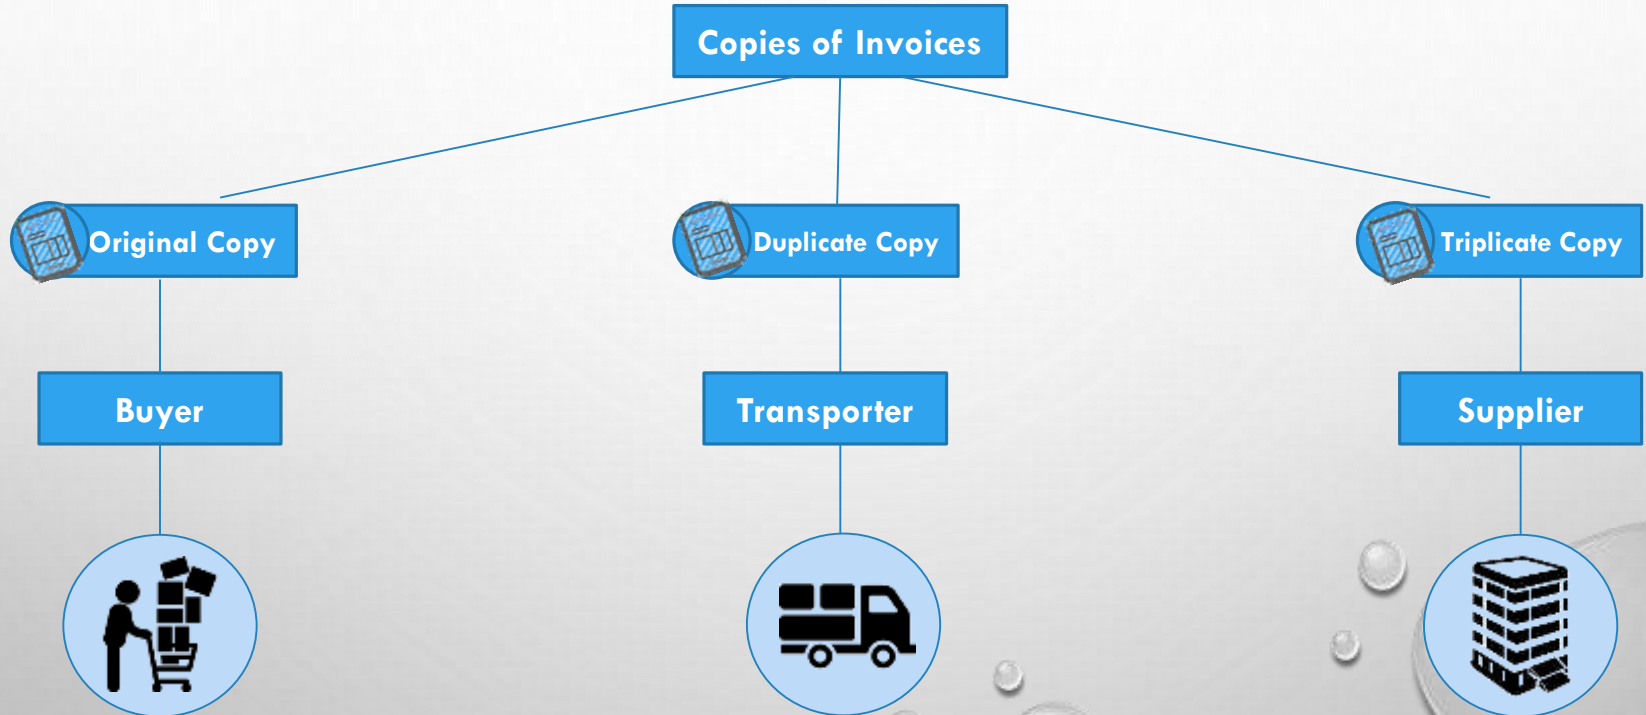 Copies of Invoices
Original Copy
Duplicate Copy
Triplicate Copy
Buyer
Transporter
Supplier